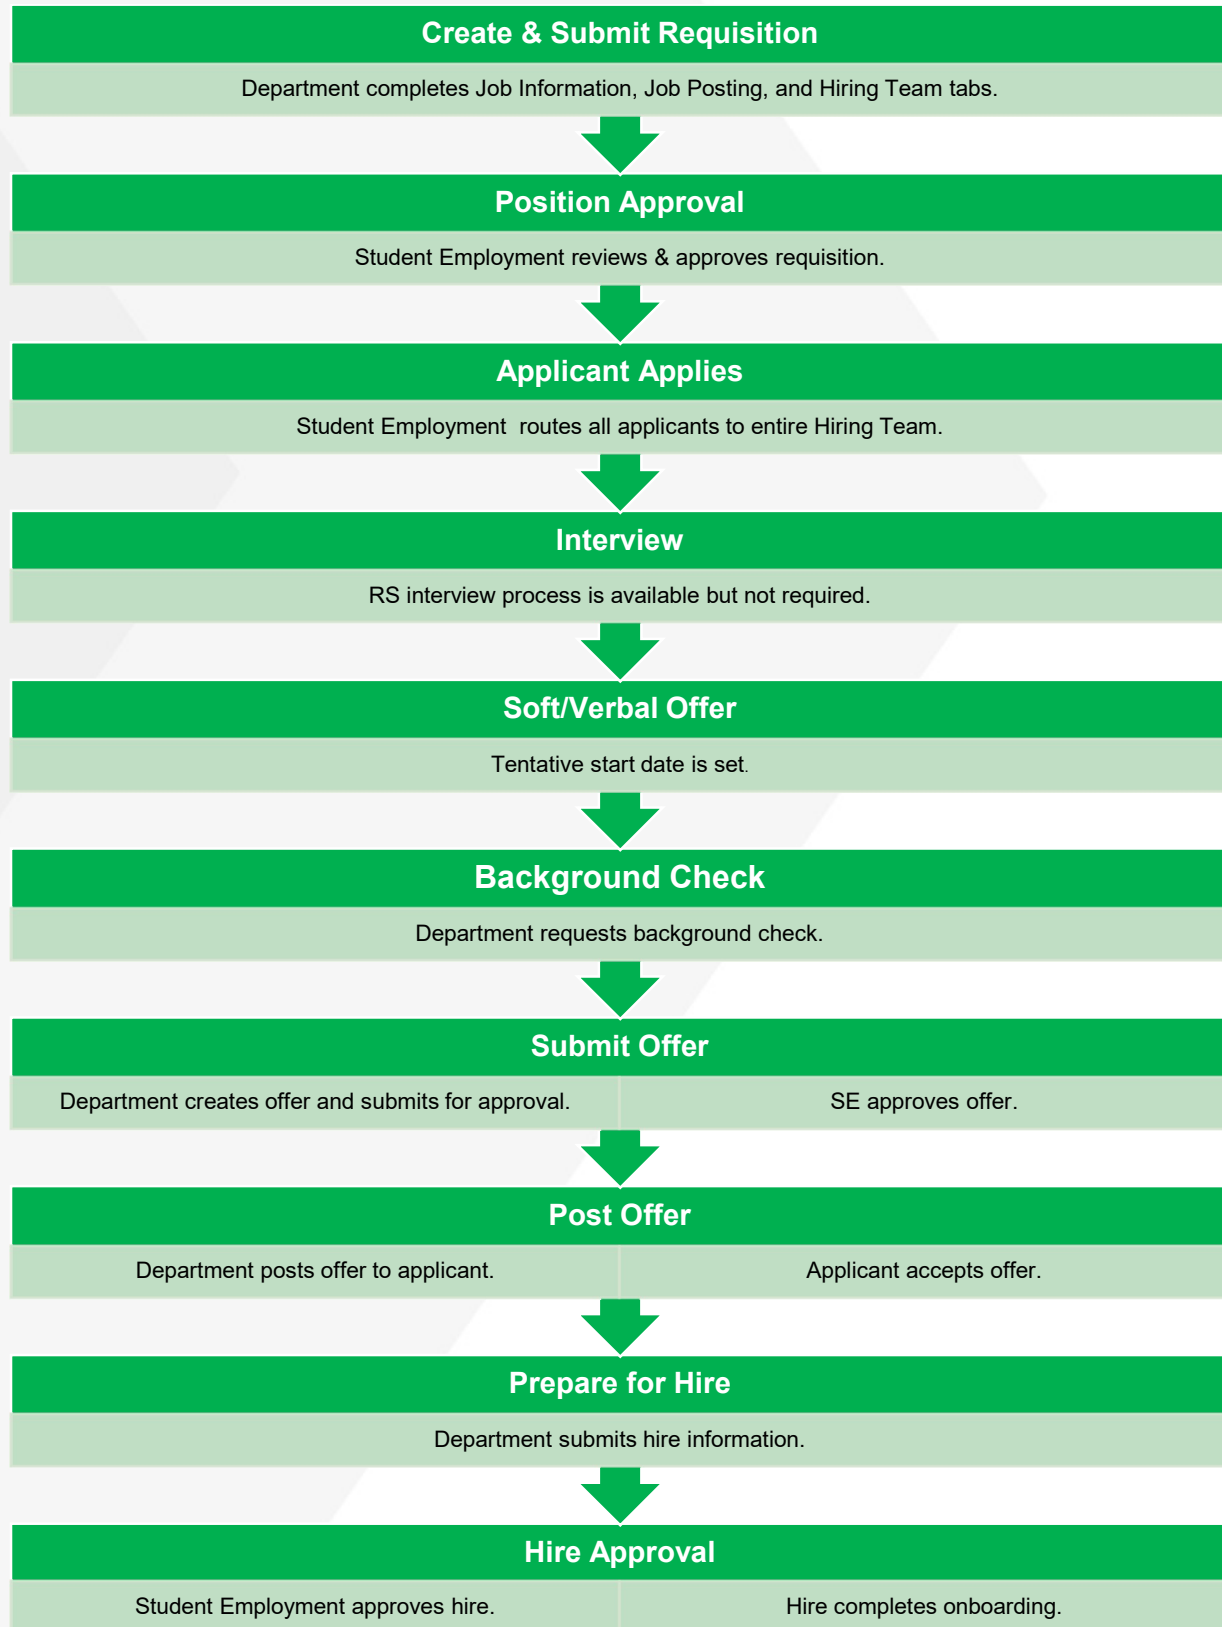 Create & Submit Requisition
Department completes Job Information, Job Posting, and Hiring Team tabs.
Position Approval
Student Employment reviews & approves requisition.
Applicant Applies
Student Employment  routes all applicants to entire Hiring Team.
Interview
RS interview process is available but not required.
Soft/Verbal Offer
Tentative start date is set.
Background Check
Department requests background check.
Submit Offer
Department creates offer and submits for approval.
SE approves offer.
Post Offer
Department posts offer to applicant.
Applicant accepts offer.
Prepare for Hire
Department submits hire information.
Hire Approval
Student Employment approves hire.
Hire completes onboarding.